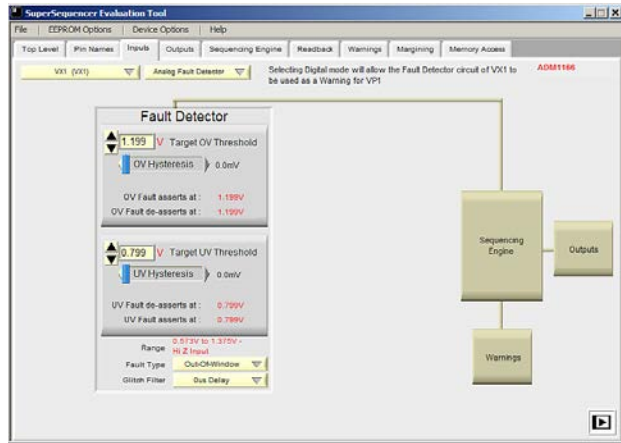 SuperSequencer Evaluation Tool
File EEPROM Options Device Options Help
Top Level Pin Names Inputs Outputs Sequencing Engine Readback Warnings Margining Memory Access
VX1 (VX1) Analog Fault Detector Selecting Digital mode will allow the Fault Detector circuit of VX1 to ADM1166
be used as a Warning for VP1
Fault Detector
1.199 V Target OV Threshold
OV Hysteresis 0.0mV
OV Fault asserts at : 1.199V
OV Fault de-asserts at : 1.199V
0.799 V Target UV Threshold
UV Hysteresis 0.0mV
UV Fault de-asserts at : 0.799V
UV Fault asserts at : 0.799V
Range 0.573V to 1.375V -
Hi Z Input
Fault Type Out-Of-Window
Glitch Filter 0us Delay
Sequencing
Engine
Outputs
Warnings